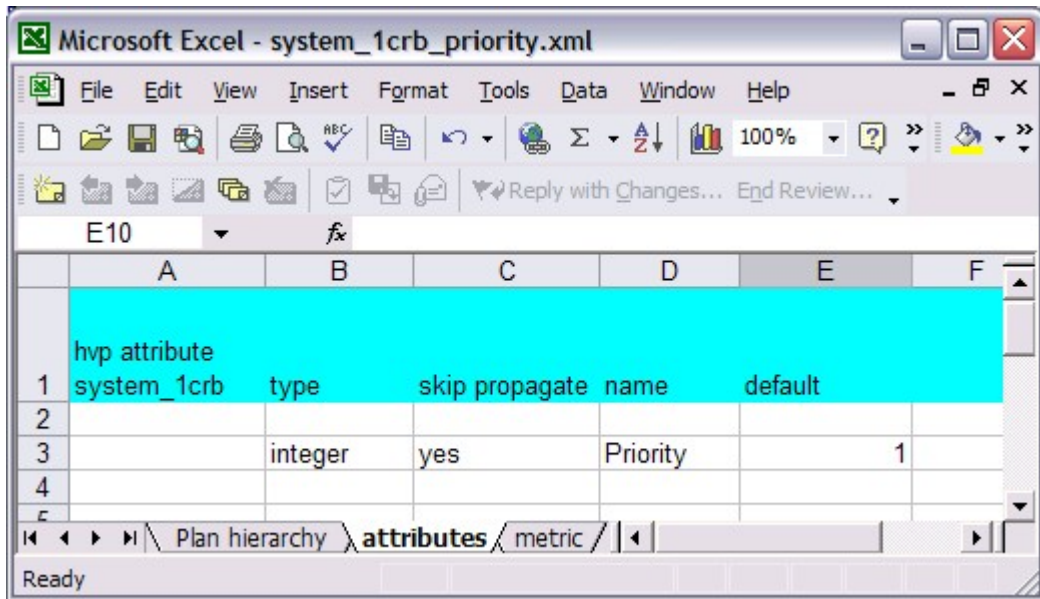 Microsoft Excel - system_1crb_priority.xml
File Edit View Insert Format Tools Data Window Help
ABC Σ A Z 100% ? » »
Reply with Changes... End Review...
E10 fx
A B C D E F
hvp attribute
1 system_1crb type skip propagate name default
2
3 integer yes Priority 1
4
5
Plan hierarchy attributes metric
Ready